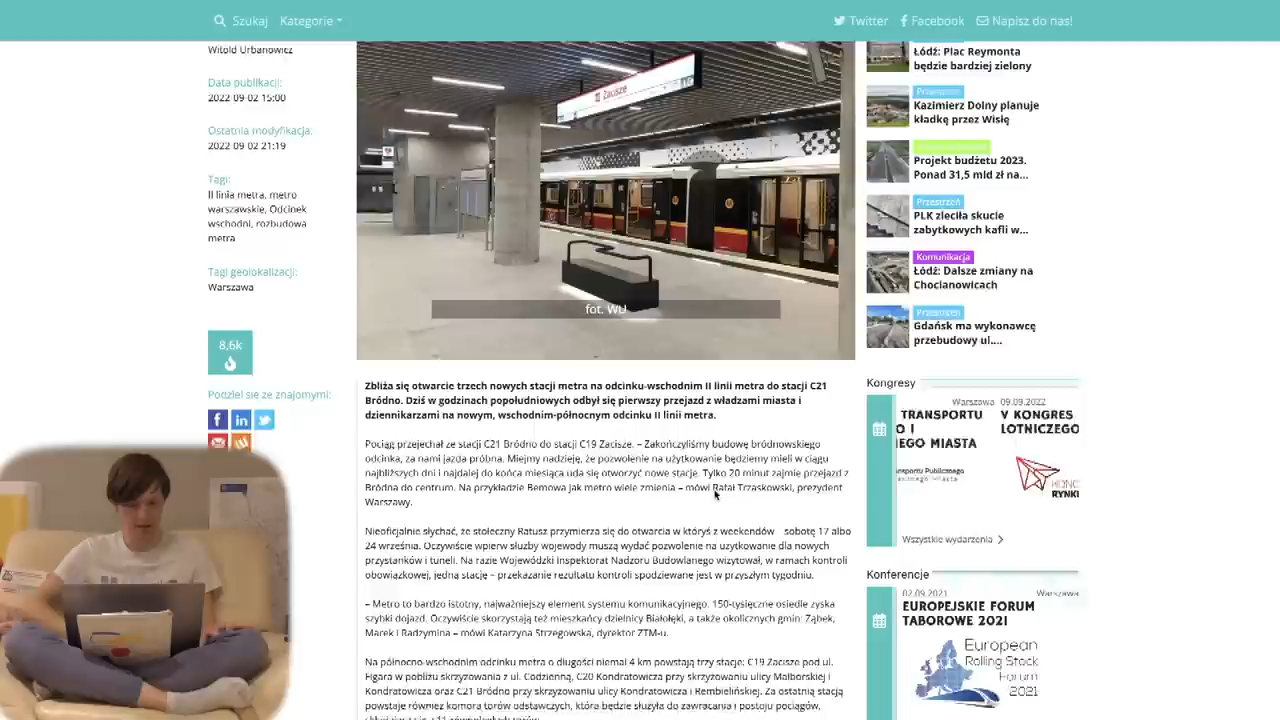 Szukaj Kategorie Twitter Facebook Napisz do nas!
Witold Urbanowicz
Data publikacji:
2022-09-02 15:00
Ostatnia modyfikacja:
2022-09-02 21:19
Tagi:
II linia metra, metro
warszawskie, Odcinek
wschodni, rozbudowa
metra
Tagi geolokalizacji:
Warszawa
8,6k
Podziel się ze znajomymi:
Zacisze
fot. WU
Zbliża się otwarcie trzech nowych stacji metra na odcinku wschodnim II linii metra do stacji C21
Bródno. Dziś w godzinach popołudniowych odbył się pierwszy przejazd z władzami miasta i
dziennikarzami na nowym, wschodnim-północnym odcinku II linii metra.
Pociąg przejechał ze stacji C21 Bródno do stacji C19 Zacisze. – Zakończyliśmy budowę bródnowskiego
odcinka, za nami jazda próbna. Miejmy nadzieję, że pozwolenie na użytkowanie będziemy mieli w ciągu
najbliższych dni i najdalej do końca miesiąca uda się otworzyć nowe stacje. Tylko 20 minut zajmie przejazd z
Bródna do centrum. Na przykładzie Bemowa jak metro wiele zmienia – mówi Rafał Trzaskowski, prezydent
Warszawy.
Nieoficjalnie słychać, że stołeczny Ratusz przymierza się do otwarcia w któryś z weekendów sobotę 17 albo
24 września. Oczywiście wpierw służby wojewody muszą wydać pozwolenie na użytkowanie dla nowych
przystanków i tuneli. Na razie Wojewódzki Inspektorat Nadzoru Budowlanego wizytował, w ramach kontroli
obowiązkowej, jedną stację – przekazanie rezultatu kontroli spodziewane jest w przyszłym tygodniu.
– Metro to bardzo istotny, najważniejszy element systemu komunikacyjnego. 150-tysięczne osiedle zyska
szybki dojazd. Oczywiście skorzystają też mieszkańcy dzielnicy Białołęki, a także okolicznych gmin: Ząbek,
Marek i Radzymina – mówi Katarzyna Strzegowska, dyrektor ZTM-u.
Na północno-wschodnim odcinku metra o długości niemal 4 km powstają trzy stacje: C19 Zacisze pod ul.
Figara w pobliżu skrzyżowania z ul. Codzienną, C20 Kondratowicza przy skrzyżowaniu ulicy Malborskiej i
Kondratowicza oraz C21 Bródno przy skrzyżowaniu ulicy Kondratowicza i Rembielińskiej. Za ostatnią stacją
powstaje również komora torów odstawczych, która będzie służyła do zawracania i postoju pociągów,
Łódź: Plac Reymonta
będzie bardziej zielony
Przestrzeń
Kazimierz Dolny planuje
kładkę przez Wisłę
Projekt budżetu 2023.
Ponad 31,5 mld zł na...
Przestrzeń
PLK zleciła skucie
zabytkowych kafli w...
Komunikacja
Łódź: Dalsze zmiany na
Chocianowicach
Przestrzeń
Gdańsk ma wykonawcę
przebudowy ul....
Kongresy
Warszawa 09.09.2022
TRANSPORTU V KONGRES
O I LOTNICZEGO
EGO MIASTA
RYNKI
Wszystkie wydarzenia
Konferencje
02.09.2021 Warszawa
EUROPEJSKIE FORUM
TABOROWE 2021
European
Rolling Stock
Forum
2021